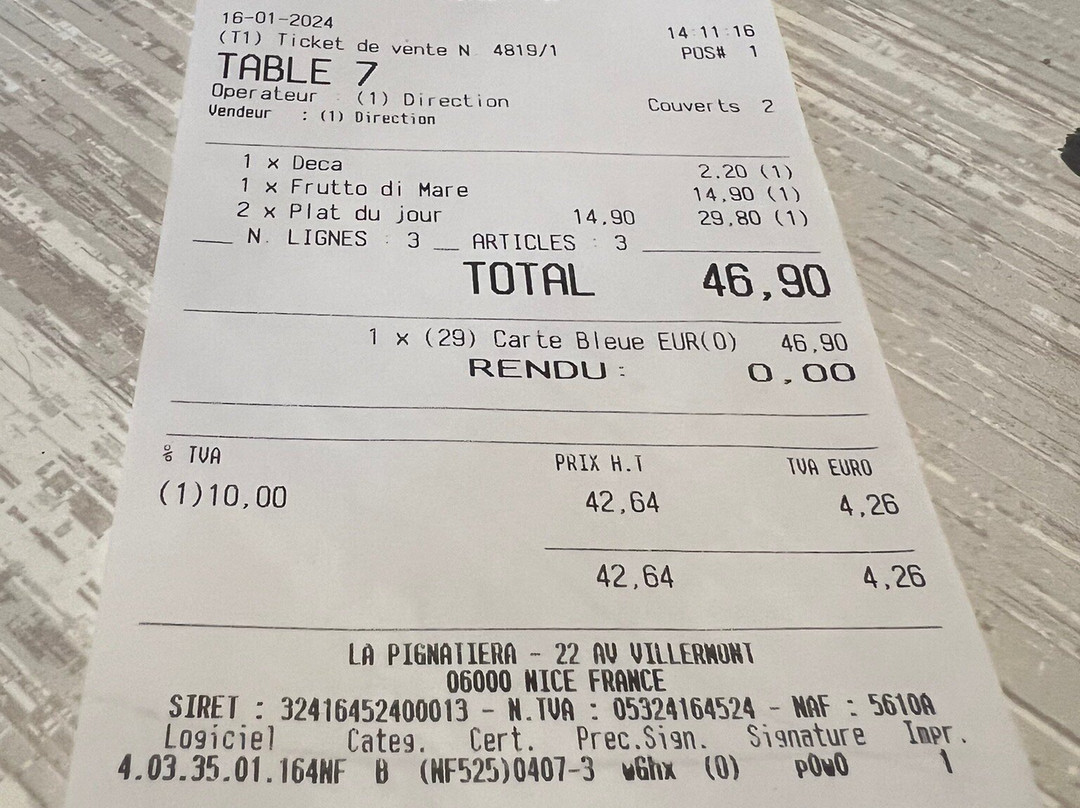 16-01-2024 14:11:16
(T1) Ticket de vente N. 4819/1 POS# 1
TABLE 7
Operateur : (1) Direction Couverts 2
Vendeur : (1) Direction
1 x Deca 2.20 (1)
1 x Frutto di Mare 14,90 (1)
2 x Plat du jour 14,90 29,80 (1)
N. LIGNES : 3 ARTICLES : 3
TOTAL 46,90
1 x (29) Carte Bleue EUR(0) 46,90
RENDU : 0,00
% TVA PRIX H.T TVA EURO
(1)10,00 42,64 4,26
42,64 4,26
LA PIGNATIERA - 22 AV VILLERMONT
06000 NICE FRANCE
SIRET : 32416452400013 - N.TVA : 05324164524 - NAF : 5610A
Logiciel Categ. Cert. Prec.Sign. Signature Impr.
4.03.35.01.164NF B (NF525)0407-3 wGhx (0) pOwO 1